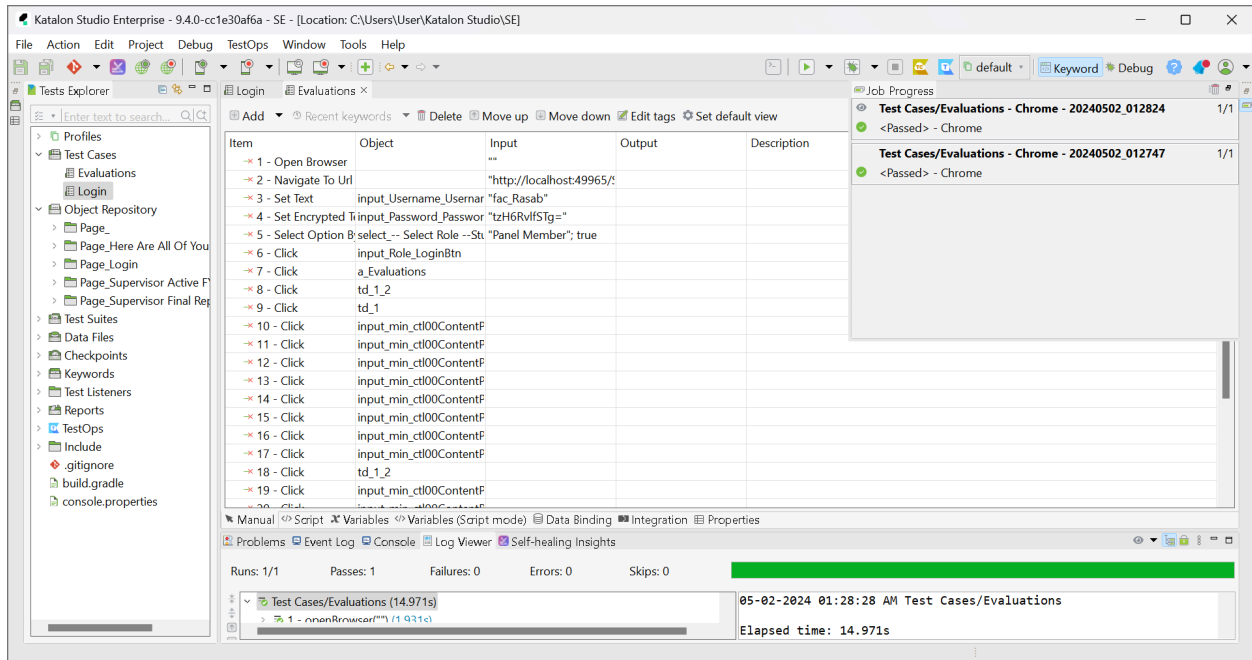 Katalon Studio Enterprise - 9.4.0-cc1e30af6a - SE - [Location: C:\Users\User\Katalon Studio\SE]
File Action Edit Project Debug TestOps Window Tools Help
default Keyword Debug
Tests Explorer
Enter text to search...
Profiles
Test Cases
Evaluations
Login
Object Repository
Page_
Page_Here Are All Of You
Page_Login
Page_Supervisor Active F
Page_Supervisor Final Rep
Test Suites
Data Files
Checkpoints
Keywords
Test Listeners
Reports
TestOps
Include
.gitignore
build.gradle
console.properties
Login Evaluations
Add Recent keywords Delete Move up Move down Edit tags Set default view
Item Object Input Output Description
1 - Open Browser ""
2 - Navigate To Url "http://localhost:49965/
3 - Set Text input_Username_Usernar "fac_Rasab"
4 - Set Encrypted T input_Password_Passwor "tzH6RvlfSTg="
5 - Select Option B select_-- Select Role --Stu "Panel Member"; true
6 - Click input_Role_LoginBtn
7 - Click a_Evaluations
8 - Click td_1_2
9 - Click td_1
10 - Click input_min_ctl00ContentP
11 - Click input_min_ctl00ContentP
12 - Click input_min_ctl00ContentP
13 - Click input_min_ctl00ContentP
14 - Click input_min_ctl00ContentP
15 - Click input_min_ctl00ContentP
16 - Click input_min_ctl00ContentP
17 - Click input_min_ctl00ContentP
18 - Click td_1_2
19 - Click input_min_ctl00ContentP
Manual Script Variables Variables (Script mode) Data Binding Integration Properties
Job Progress
Test Cases/Evaluations - Chrome - 20240502_012824 1/1
<Passed> - Chrome
Test Cases/Evaluations - Chrome - 20240502_012747 1/1
<Passed> - Chrome
Problems Event Log Console Log Viewer Self-healing Insights
Runs: 1/1 Passes: 1 Failures: 0 Errors: 0 Skips: 0
Test Cases/Evaluations (14.971s)
1 - openBrowser("") (1.931s)
05-02-2024 01:28:28 AM Test Cases/Evaluations
Elapsed time: 14.971s